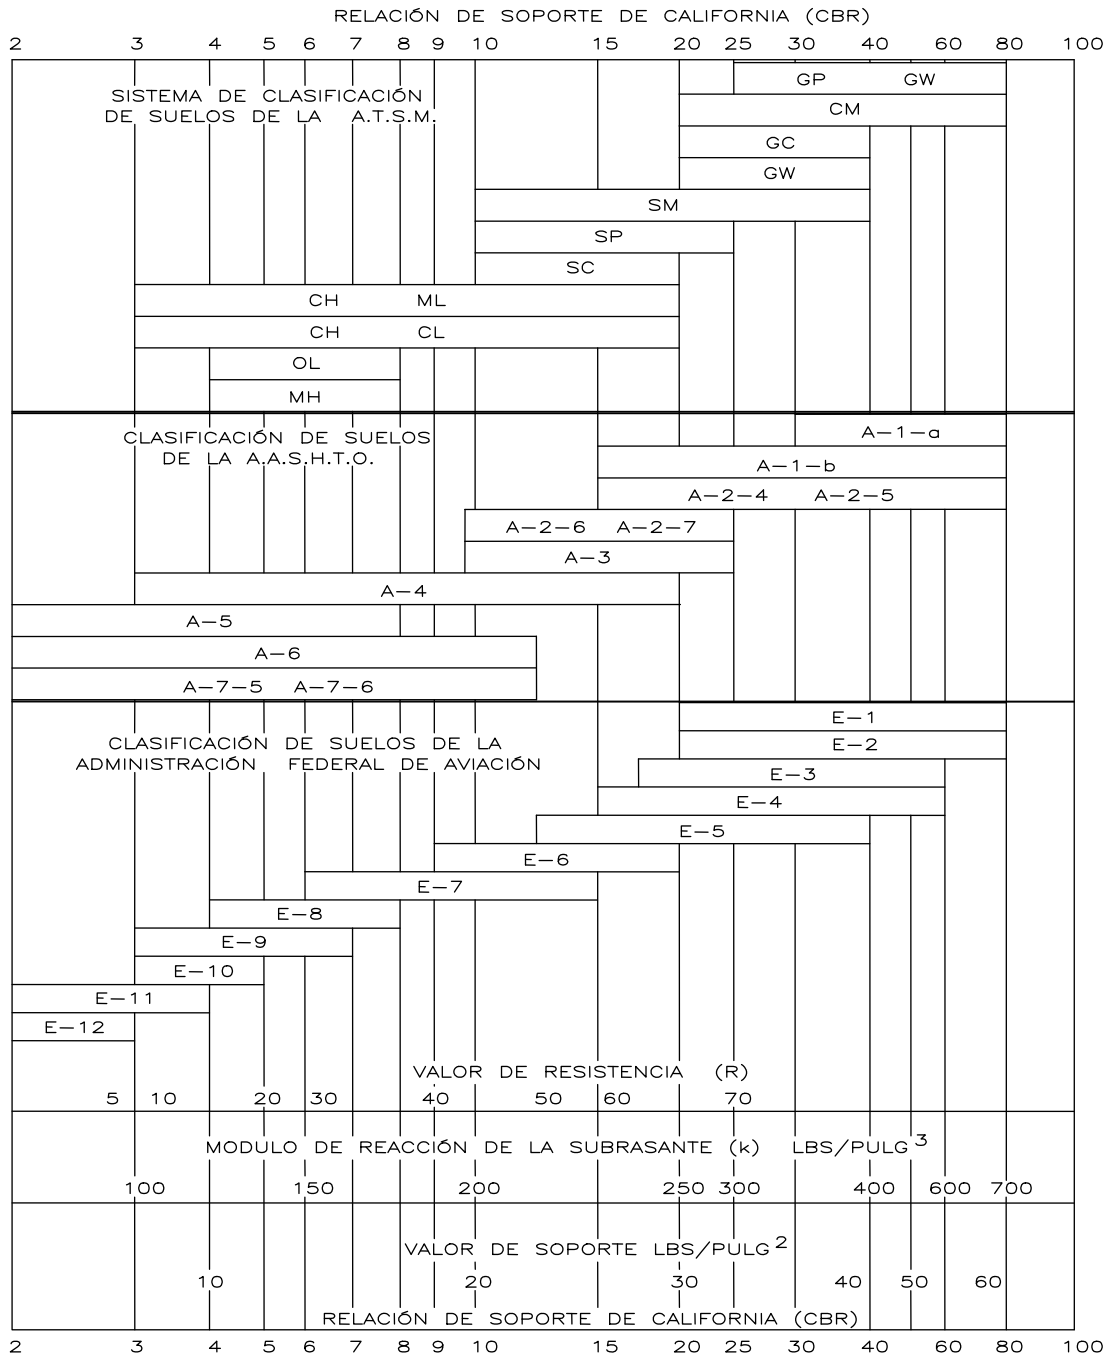 RELACIÓN DE SOPORTE DE CALIFORNIA (CBR)
2 3 4 5 6 7 8 9 10 15 20 25 30 40 50 60 80 100
GP GW
SISTEMA DE CLASIFICACIÓN
DE SUELOS DE LA A.T.S.M.
CM
GC
GW
SM
SP
SC
CH ML
CH CL
OL
MH
CLASIFICACIÓN DE SUELOS
DE LA A.A.S.H.T.O.
A-1-a
A-1-b
A-2-4 A-2-5
A-2-6 A-2-7
A-3
A-4
A-5
A-6
A-7-5 A-7-6
CLASIFICACIÓN DE SUELOS DE LA
ADMINISTRACIÓN FEDERAL DE AVIACIÓN
E-1
E-2
E-3
E-4
E-5
E-6
E-7
E-8
E-9
E-10
E-11
E-12
VALOR DE RESISTENCIA (R)
5 10 20 30 40 50 60 70
MODULO DE REACCIÓN DE LA SUBRASANTE (k) LBS/PULG³
100 150 200 250 300 400 600 700
VALOR DE SOPORTE LBS/PULG²
10 20 30 40 50 60
RELACIÓN DE SOPORTE DE CALIFORNIA (CBR)
2 3 4 5 6 7 8 9 10 15 20 25 30 40 50 60 80 100